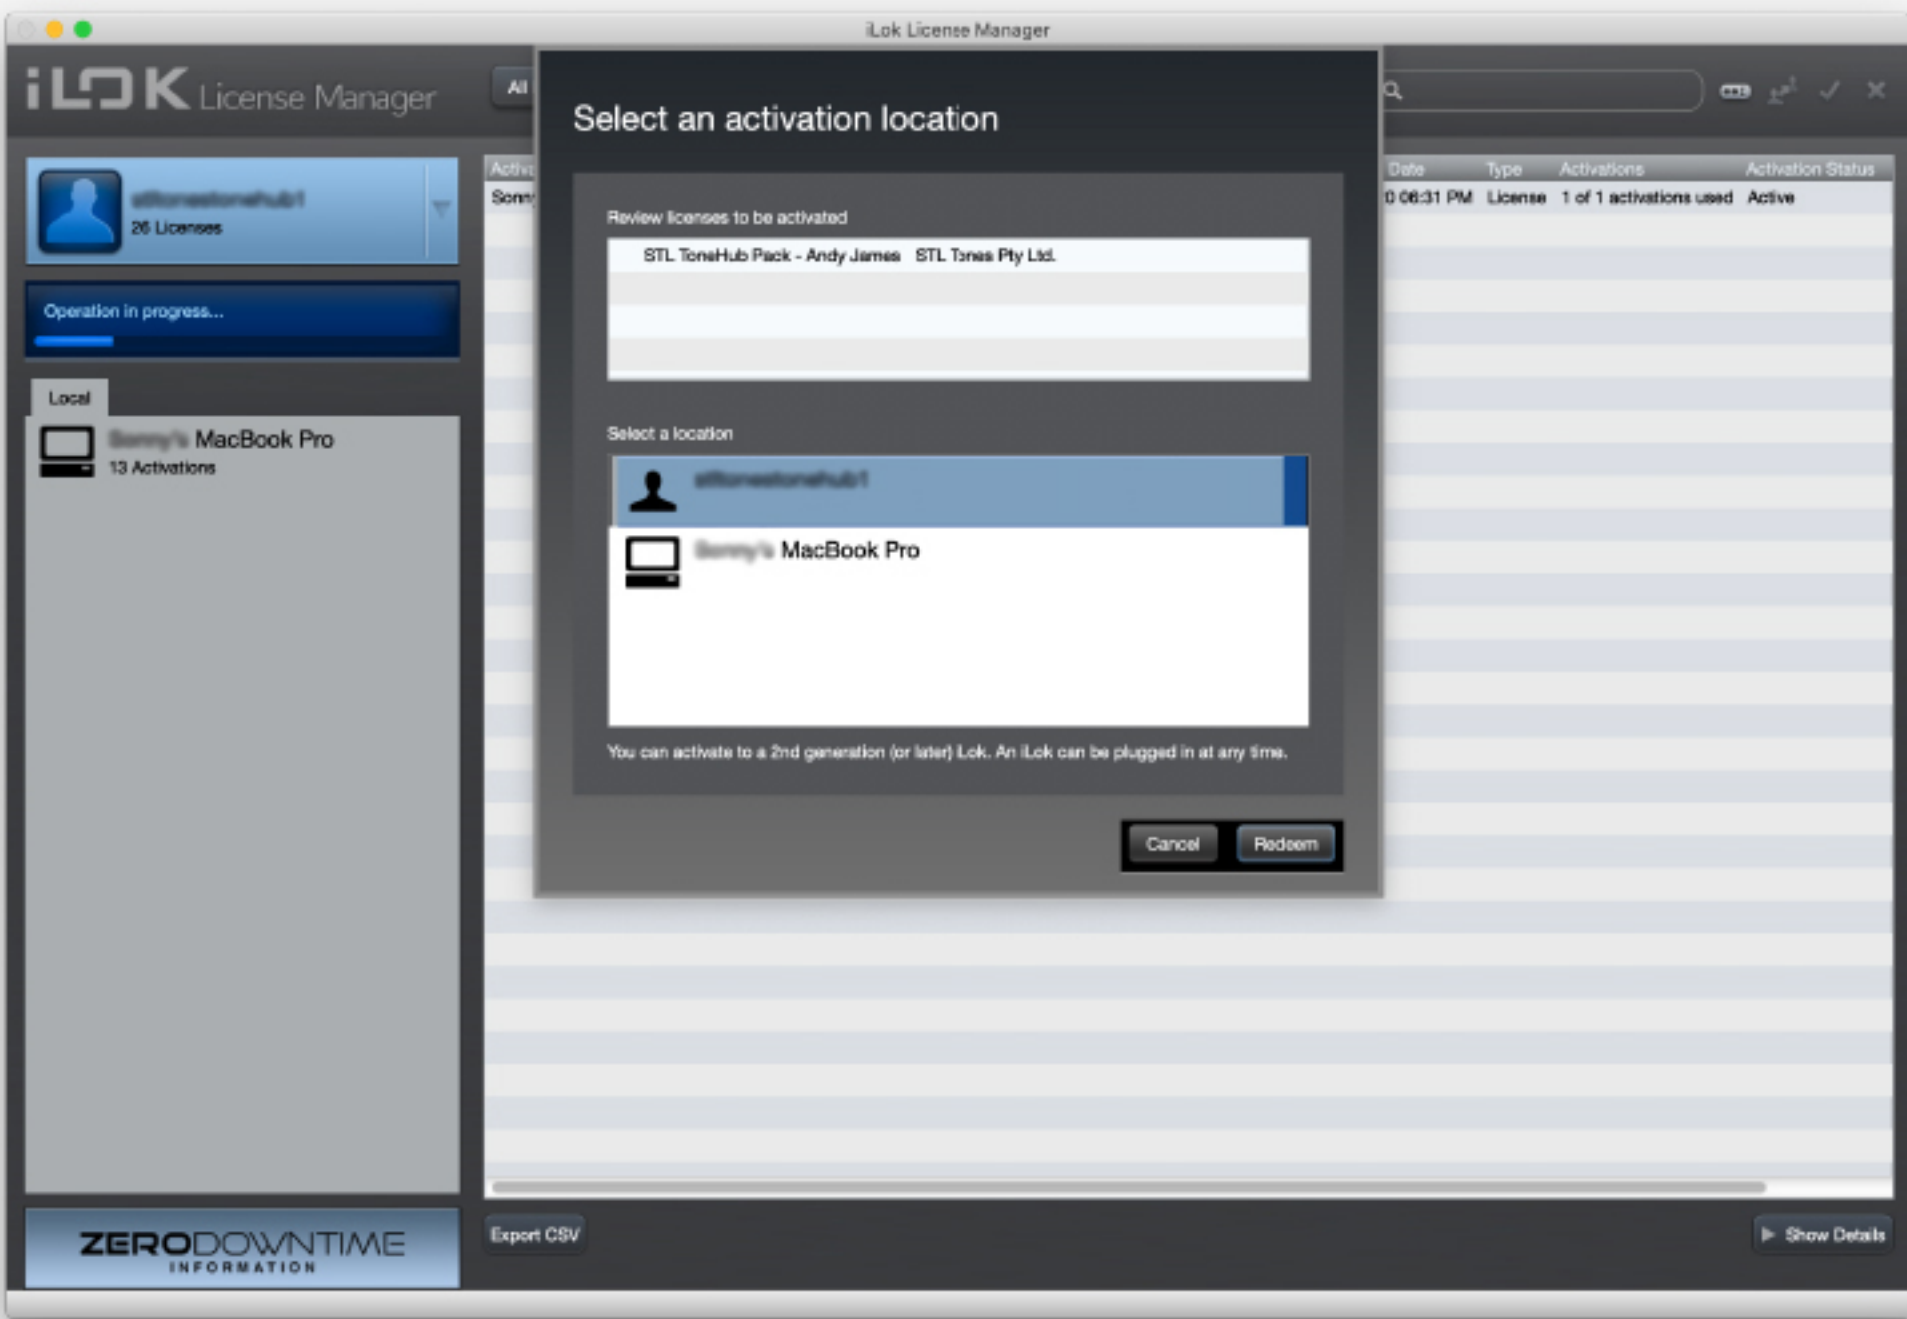 iLok License Manager
iLOK License Manager
All
26 Licenses
Operation in progress...
Local
MacBook Pro
13 Activations
Select an activation location
Review licenses to be activated
STL ToneHub Pack - Andy James STL Tones Pty Ltd.
Select a location
MacBook Pro
You can activate to a 2nd generation (or later) iLok. An iLok can be plugged in at any time.
Cancel Redeem
Date Type Activations Activation Status
0 06:31 PM License 1 of 1 activations used Active
Export CSV
Show Details
ZERODOWNTIME
INFORMATION